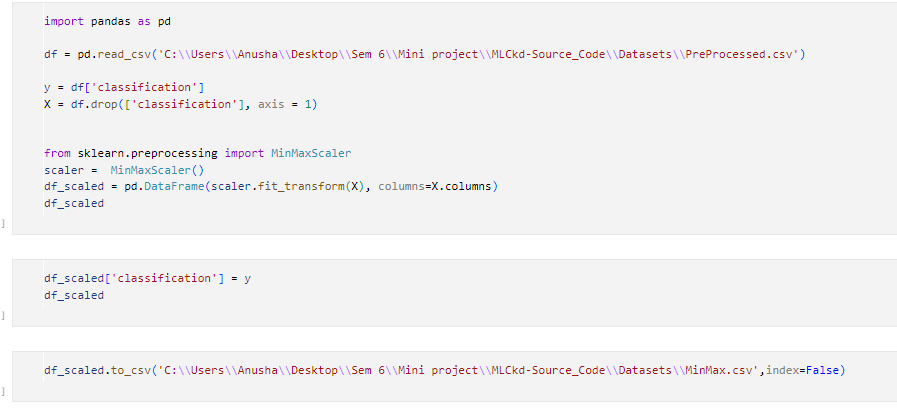 import pandas as pd
df = pd.read_csv('C:\\Users\\Anusha\\Desktop\\Sem 6\\Mini project\\MLCkd-Source_Code\\Datasets\\PreProcessed.csv')
y = df['classification']
X = df.drop(['classification'], axis = 1)
from sklearn.preprocessing import MinMaxScaler
scaler =  MinMaxScaler()
df_scaled = pd.DataFrame(scaler.fit_transform(X), columns=X.columns)
df_scaled
]
df_scaled['classification'] = y
df_scaled
]
df_scaled.to_csv('C:\\Users\\Anusha\\Desktop\\Sem 6\\Mini project\\MLCkd-Source_Code\\Datasets\\MinMax.csv',index=False)
]